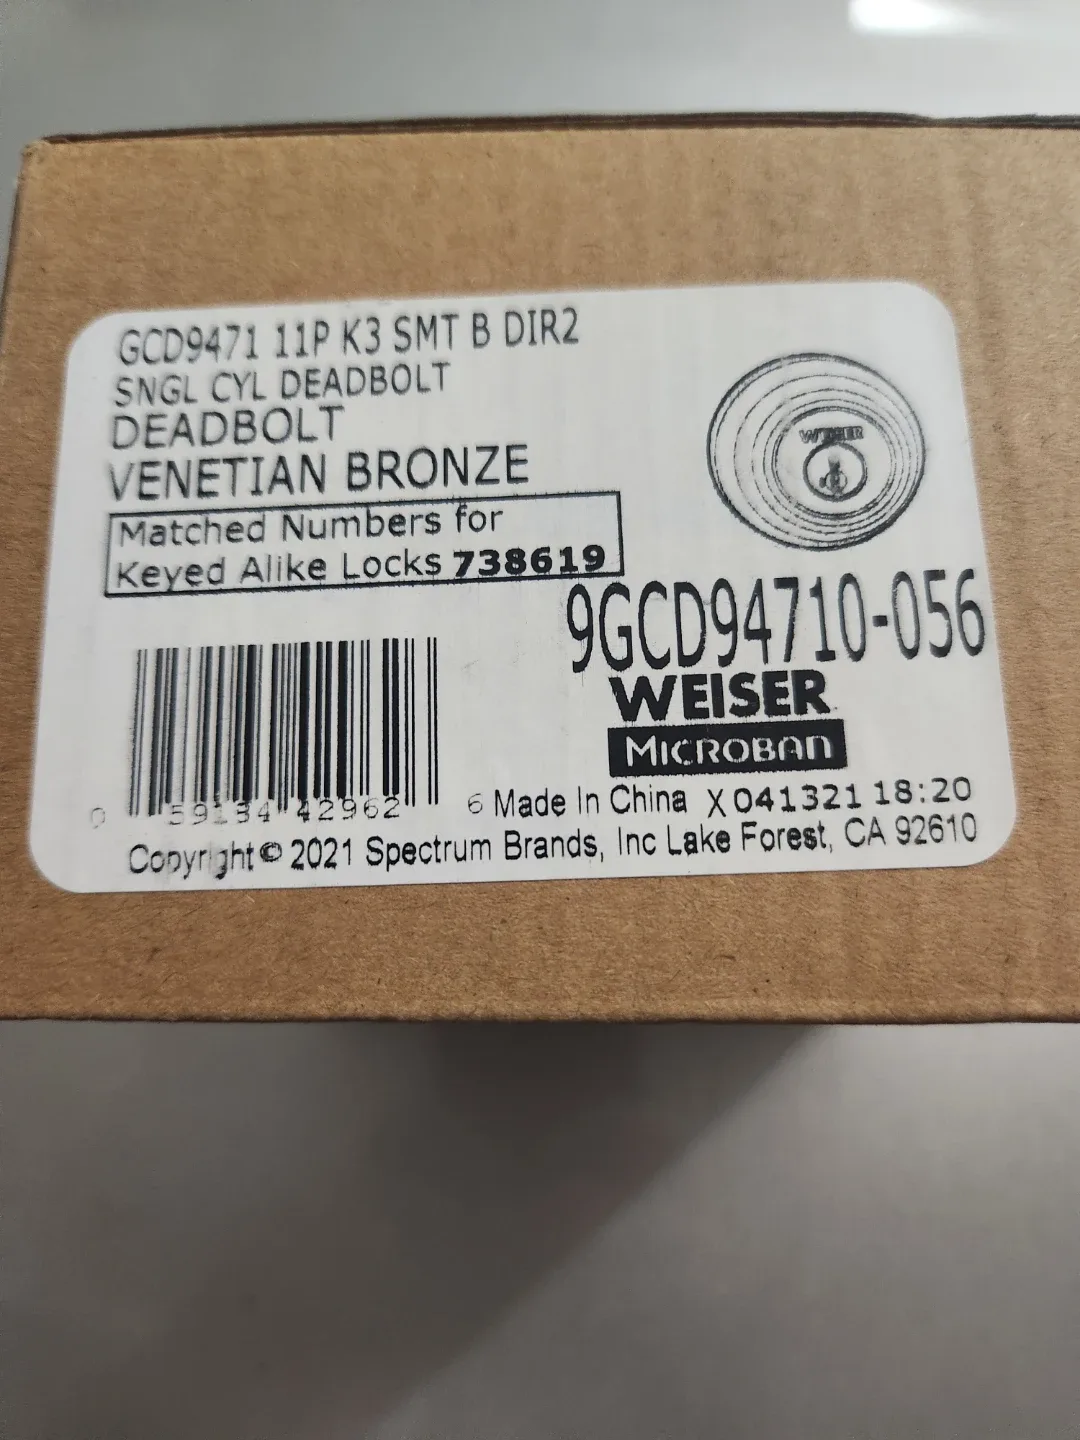 GCD9471 11P K3 SMT B DIR2
SNGL CYL DEADBOLT
DEADBOLT
VENETIAN BRONZE
Matched Numbers for
Keyed Alike Locks 738619
WEISER
9GCD94710-056
WEISER
MICROBAN
0 59184 42962 6
Made In China X 041321 18:20
Copyright © 2021 Spectrum Brands, Inc Lake Forest, CA 92610